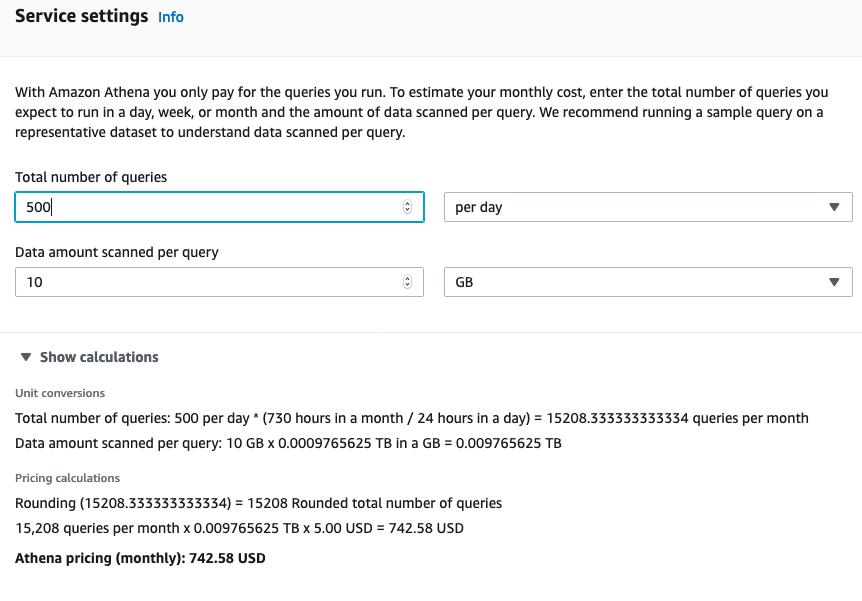 Service settings Info
With Amazon Athena you only pay for the queries you run. To estimate your monthly cost, enter the total number of queries you
expect to run in a day, week, or month and the amount of data scanned per query. We recommend running a sample query on a
representative dataset to understand data scanned per query.
Total number of queries
500 per day
Data amount scanned per query
10 GB
Show calculations
Unit conversions
Total number of queries: 500 per day * (730 hours in a month / 24 hours in a day) = 15208.333333333334 queries per month
Data amount scanned per query: 10 GB x 0.0009765625 TB in a GB = 0.009765625 TB
Pricing calculations
Rounding (15208.333333333334) = 15208 Rounded total number of queries
15,208 queries per month x 0.009765625 TB x 5.00 USD = 742.58 USD
Athena pricing (monthly): 742.58 USD